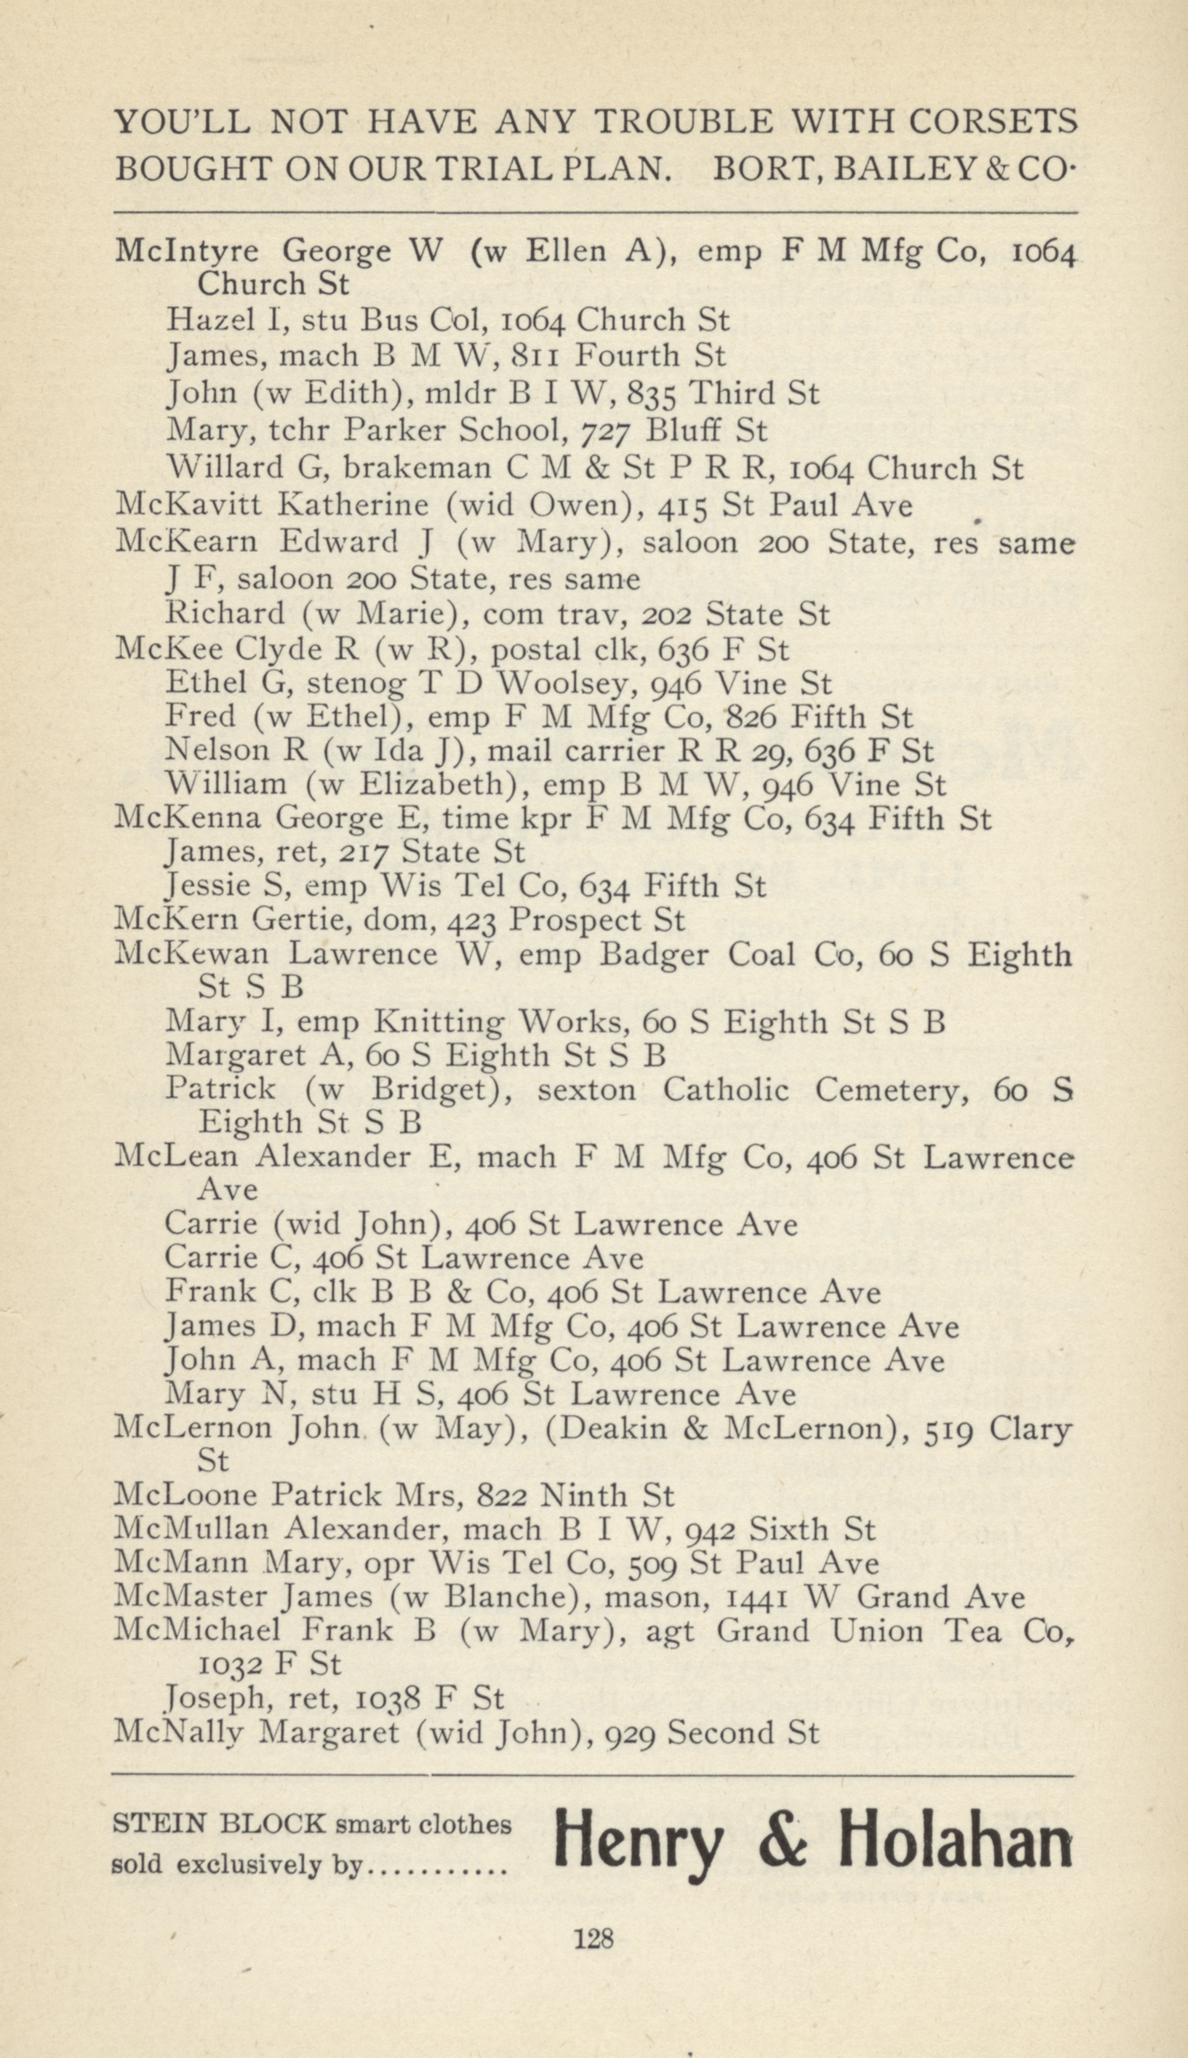 YOU'LL NOT HAVE ANY TROUBLE WITH CORSETS
BOUGHT ON OUR TRIAL PLAN. BORT, BAILEY & CO.
McIntyre George W (w Ellen A), emp F M Mfg Co, 1064
Church St
Hazel I, stu Bus Col, 1064 Church St
James, mach B M W, 811 Fourth St
John (w Edith), mldr B I W, 835 Third St
Mary, tchr Parker School, 727 Bluff St
Willard G, brakeman C M & St P R R, 1064 Church St
McKavitt Katherine (wid Owen), 415 St Paul Ave
McKearn Edward J (w Mary), saloon 200 State, res same
J F, saloon 200 State, res same
Richard (w Marie), com trav, 202 State St
McKee Clyde R (w R), postal clk, 636 F St
Ethel G, stenog T D Woolsey, 946 Vine St
Fred (w Ethel), emp F M Mfg Co, 826 Fifth St
Nelson R (w Ida J), mail carrier R R 29, 636 F St
William (w Elizabeth), emp B M W, 946 Vine St
McKenna George E, time kpr F M Mfg Co, 634 Fifth St
James, ret, 217 State St
Jessie S, emp Wis Tel Co, 634 Fifth St
McKern Gertie, dom, 423 Prospect St
McKewan Lawrence W, emp Badger Coal Co, 60 S Eighth
St S B
Mary I, emp Knitting Works, 60 S Eighth St S B
Margaret A, 60 S Eighth St S B
Patrick (w Bridget), sexton Catholic Cemetery, 60 S
Eighth St S B
McLean Alexander E, mach F M Mfg Co, 406 St Lawrence
Ave
Carrie (wid John), 406 St Lawrence Ave
Carrie C, 406 St Lawrence Ave
Frank C, clk B B & Co, 406 St Lawrence Ave
James D, mach F M Mfg Co, 406 St Lawrence Ave
John A, mach F M Mfg Co, 406 St Lawrence Ave
Mary N, stu H S, 406 St Lawrence Ave
McLernon John (w May), (Deakin & McLernon), 519 Clary
St
McLoone Patrick Mrs, 822 Ninth St
McMullan Alexander, mach B I W, 942 Sixth St
McMann Mary, opr Wis Tel Co, 509 St Paul Ave
McMaster James (w Blanche), mason, 1441 W Grand Ave
McMichael Frank B (w Mary), agt Grand Union Tea Co,
1032 F St
Joseph, ret, 1038 F St
McNally Margaret (wid John), 929 Second St
STEIN BLOCK smart clothes
sold exclusively by...........
Henry & Holahan
128